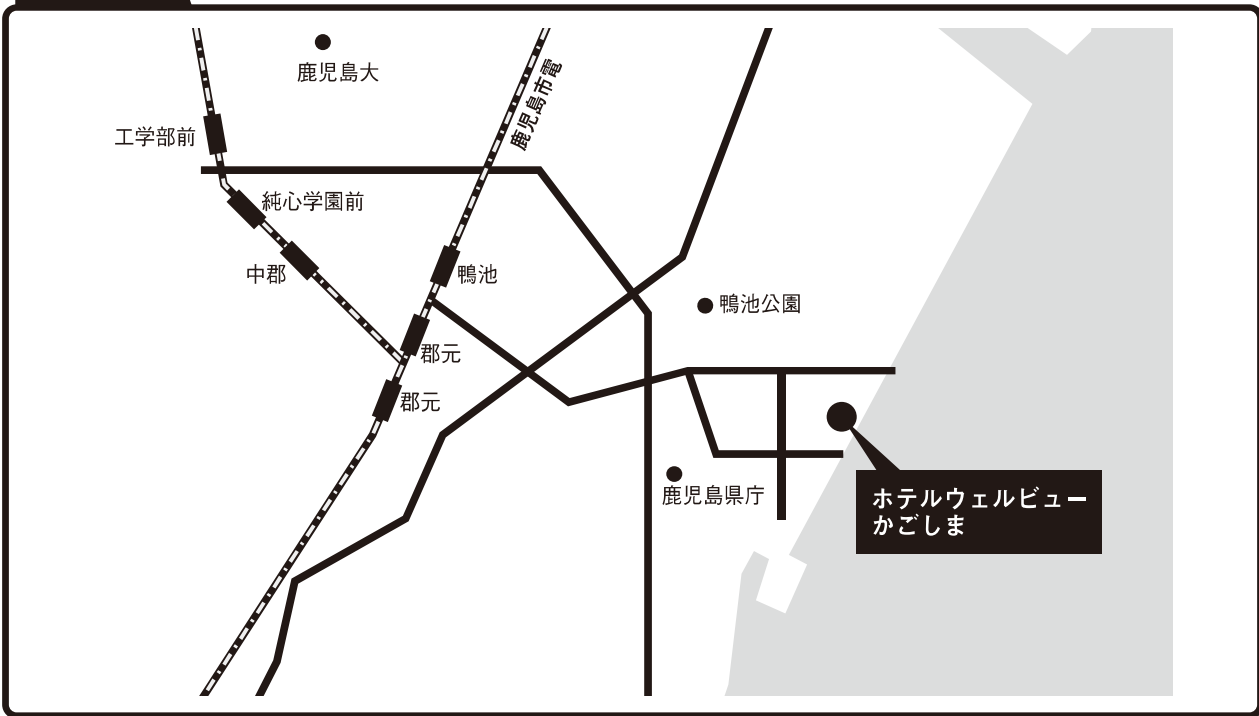 鹿児島大
鹿児島市電
工学部前
純心学園前
中郡
鴨池
鴨池公園
郡元
郡元
鹿児島県庁
ホテルウェルビュー
かごしま